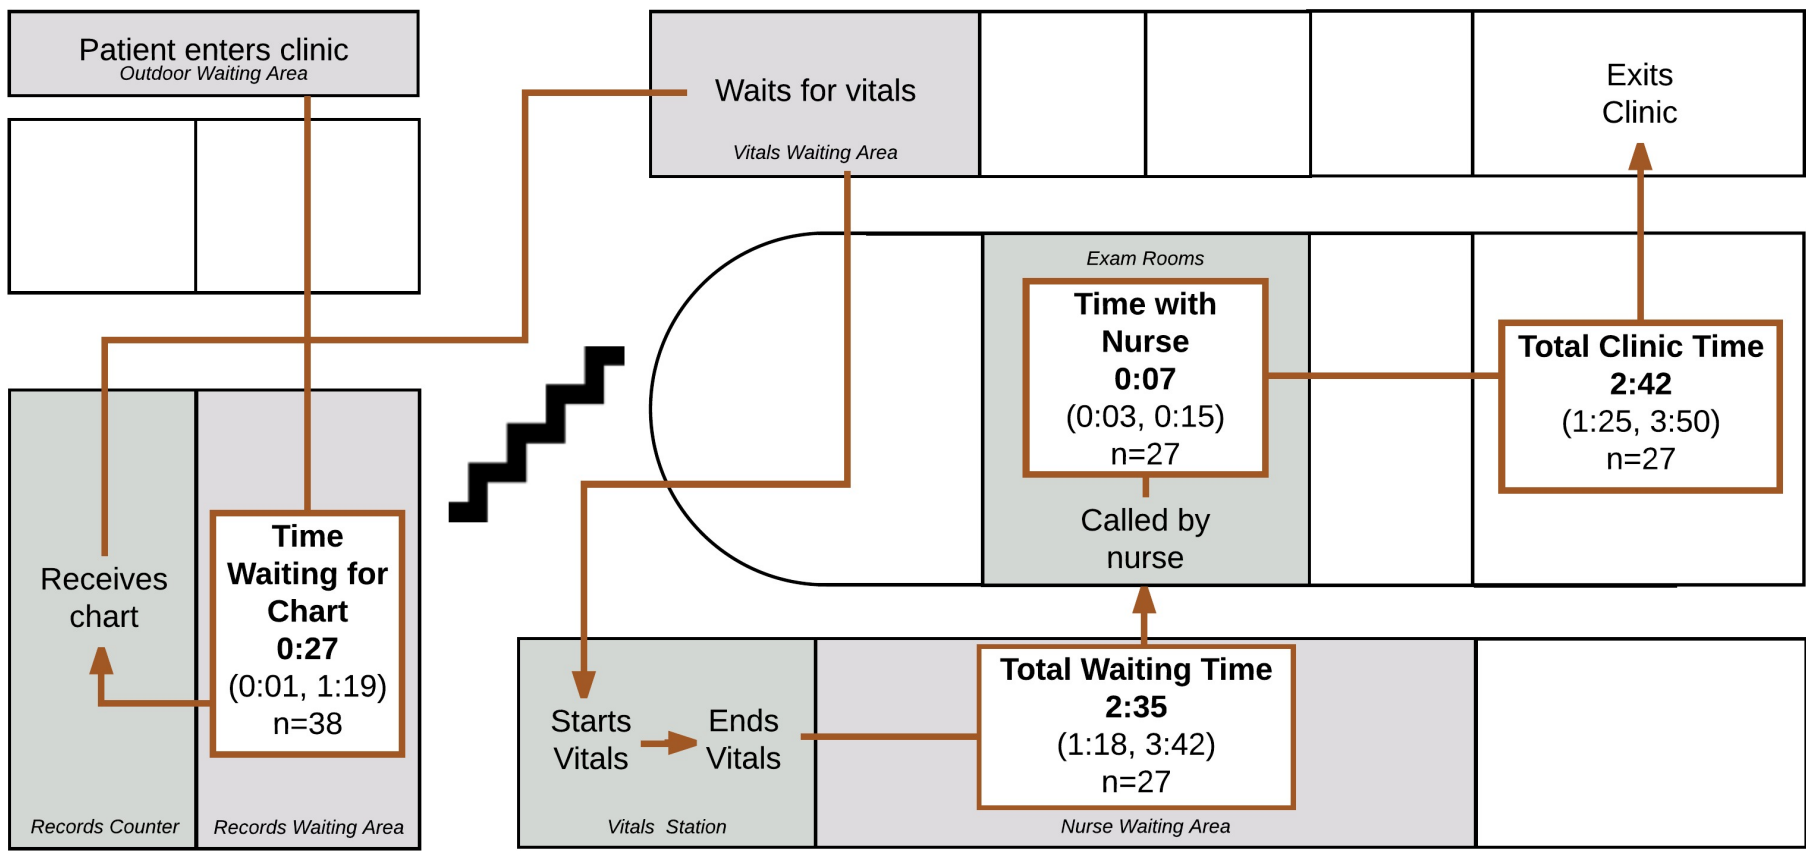 Patient enters clinic
Outdoor Waiting Area
Time
Waiting for
Chart
0:27
(0:01, 1:19)
n=38
Records Waiting Area
Receives
chart
Records Counter
Waits for vitals
Vitals Waiting Area
Starts
Vitals
Ends
Vitals
Vitals Station
Total Waiting Time
2:35
(1:18, 3:42)
n=27
Nurse Waiting Area
Called by
nurse
Exam Rooms
Time with
Nurse
0:07
(0:03, 0:15)
n=27
Total Clinic Time
2:42
(1:25, 3:50)
n=27
Exits
Clinic